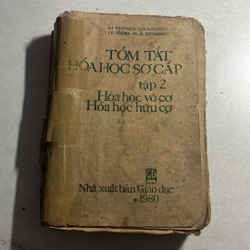 TÓM TẮT
HÓA HỌC SƠ CẤP
tập 2
Hóa học vô cơ
Hóa học hữu cơ
Nhà xuất bản Giáo dục
1980